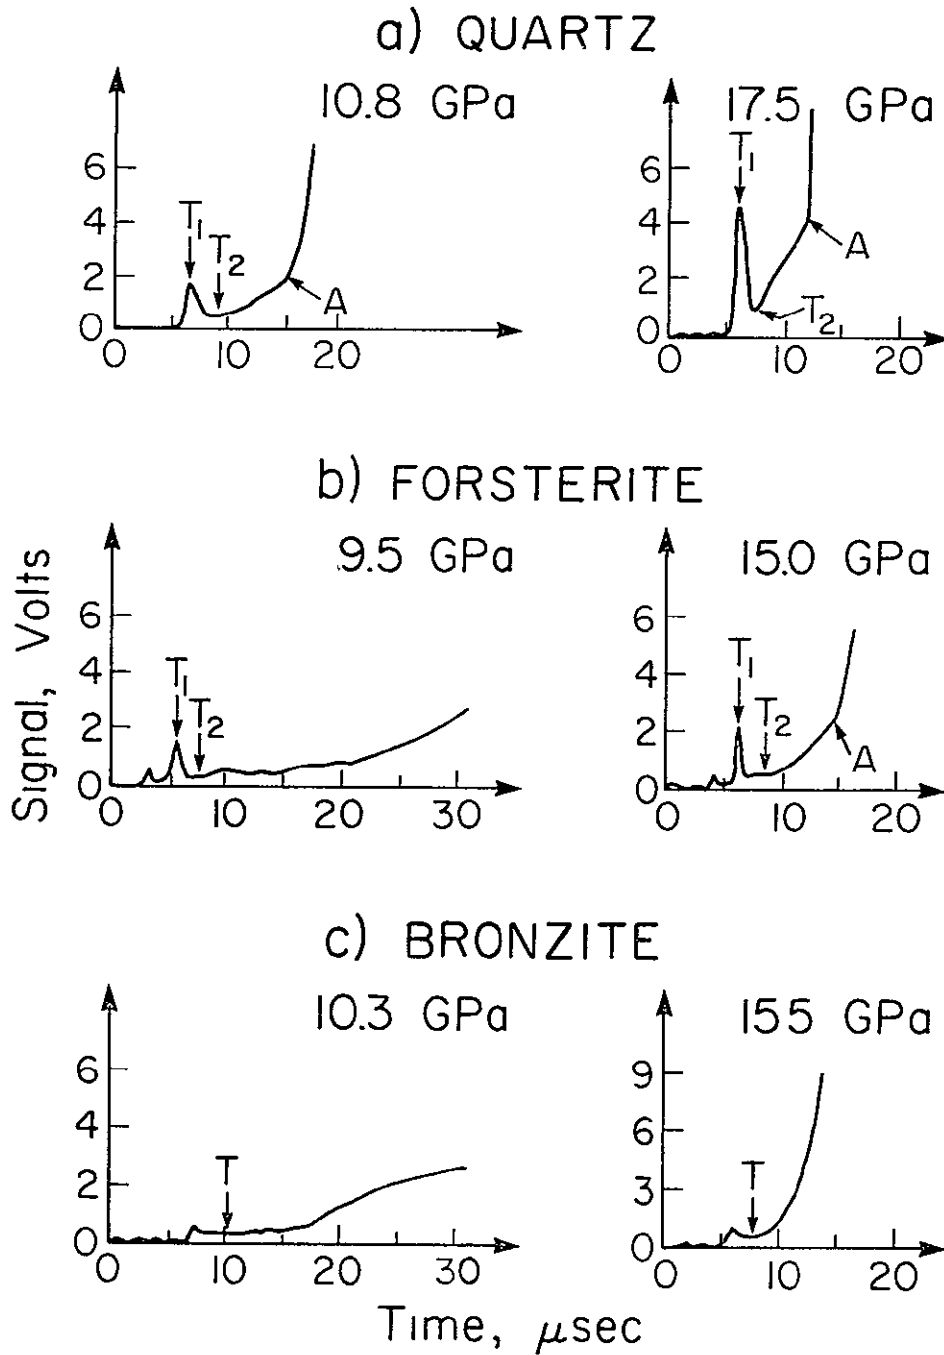 a) QUARTZ
10.8 GPa
6
4
2
0
T1
T2
A
0 10 20
17.5 GPa
6
4
2
0
T1
T2
A
0 10 20
b) FORSTERITE
Signal, Volts
9.5 GPa
6
4
2
0
T1
T2
0 10 20 30
15.0 GPa
6
4
2
0
T1
T2
A
0 10 20
c) BRONZITE
10.3 GPa
6
4
2
0
T
0 10 20 30
15 5 GPa
9
6
3
0
T
0 10 20
Time, μsec